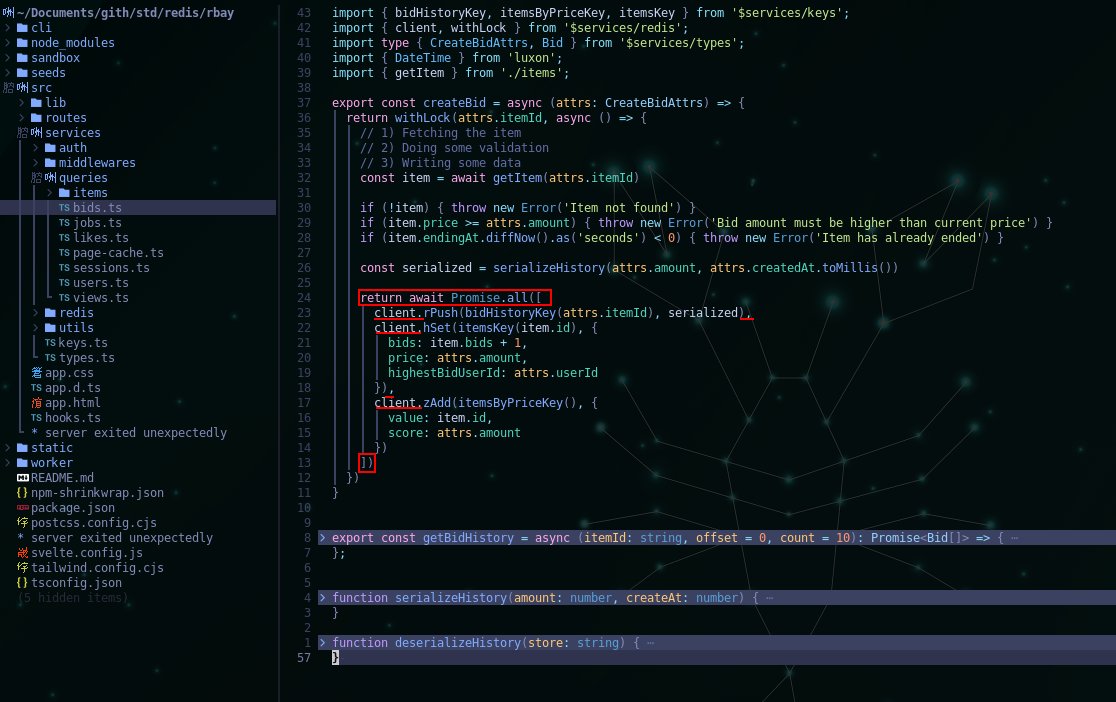 ~/Documents/gith/std/redis/rbay
cli
node_modules
sandbox
seeds
src
lib
routes
services
auth
middlewares
queries
items
TS bids.ts
TS jobs.ts
TS likes.ts
TS page-cache.ts
TS sessions.ts
TS users.ts
TS views.ts
redis
utils
TS keys.ts
TS types.ts
app.css
TS app.d.ts
app.html
TS hooks.ts
* server exited unexpectedly
static
worker
README.md
{} npm-shrinkwrap.json
package.json
postcss.config.cjs
* server exited unexpectedly
svelte.config.js
tailwind.config.cjs
{} tsconfig.json
(5 hidden items)
43 import { bidHistoryKey, itemsByPriceKey, itemsKey } from '$services/keys';
42 import { client, withLock } from '$services/redis';
41 import type { CreateBidAttrs, Bid } from '$services/types';
40 import { DateTime } from 'luxon';
39 import { getItem } from './items';
38
37 export const createBid = async (attrs: CreateBidAttrs) => {
36 return withLock(attrs.itemId, async () => {
35 // 1) Fetching the item
34 // 2) Doing some validation
33 // 3) Writing some data
32 const item = await getItem(attrs.itemId)
31
30 if (!item) { throw new Error('Item not found') }
29 if (item.price >= attrs.amount) { throw new Error('Bid amount must be higher than current price') }
28 if (item.endingAt.diffNow().as('seconds') < 0) { throw new Error('Item has already ended') }
27
26 const serialized = serializeHistory(attrs.amount, attrs.createdAt.toMillis())
25
24 return await Promise.all([
23 client.rPush(bidHistoryKey(attrs.itemId), serialized),
22 client.hSet(itemsKey(item.id), {
21 bids: item.bids + 1,
20 price: attrs.amount,
19 highestBidUserId: attrs.userId
18 }),
17 client.zAdd(itemsByPriceKey(), {
16 value: item.id,
15 score: attrs.amount
14 })
13 ])
12 })
11 }
10
9
8 export const getBidHistory = async (itemId: string, offset = 0, count = 10): Promise<Bid[]> => { ⋯
7 };
6
5
4 function serializeHistory(amount: number, createAt: number) { ⋯
3 }
2
1 function deserializeHistory(store: string) { ⋯
57 }